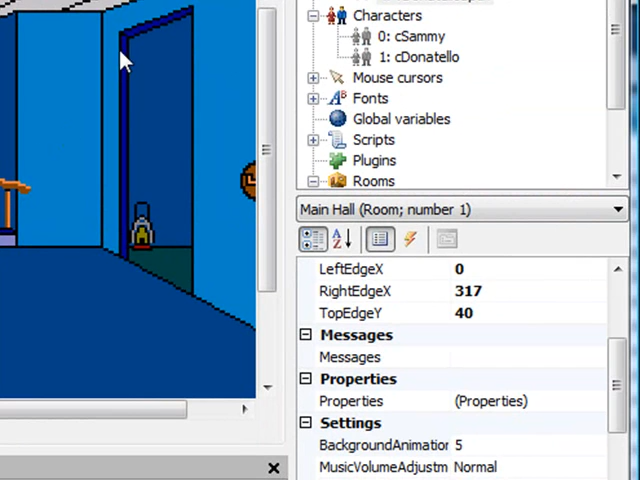 Characters
0: cSammy
1: cDonatello
Mouse cursors
Fonts
Global variables
Scripts
Plugins
Rooms
Main Hall (Room; number 1)
LeftEdgeX 0
RightEdgeX 317
TopEdgeY 40
Messages
Messages
Properties
Properties (Properties)
Settings
BackgroundAnimation 5
MusicVolumeAdjustm Normal